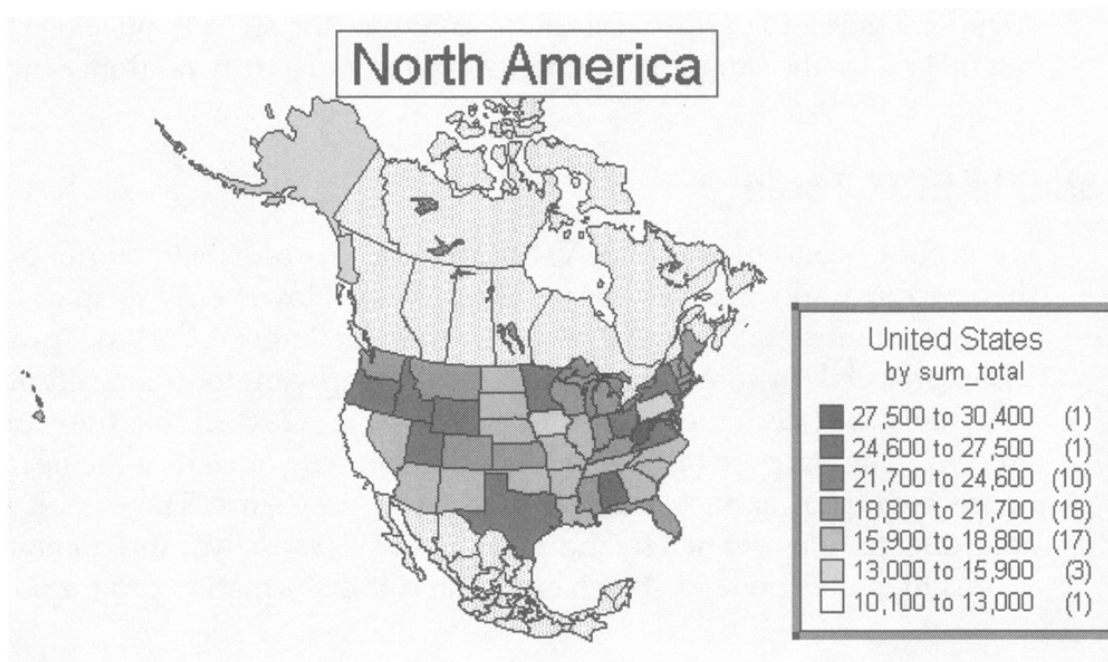 North America
United States
by sum_total
27,500 to 30,400 (1)
24,600 to 27,500 (1)
21,700 to 24,600 (10)
18,800 to 21,700 (18)
15,900 to 18,800 (17)
13,000 to 15,900 (3)
10,100 to 13,000 (1)